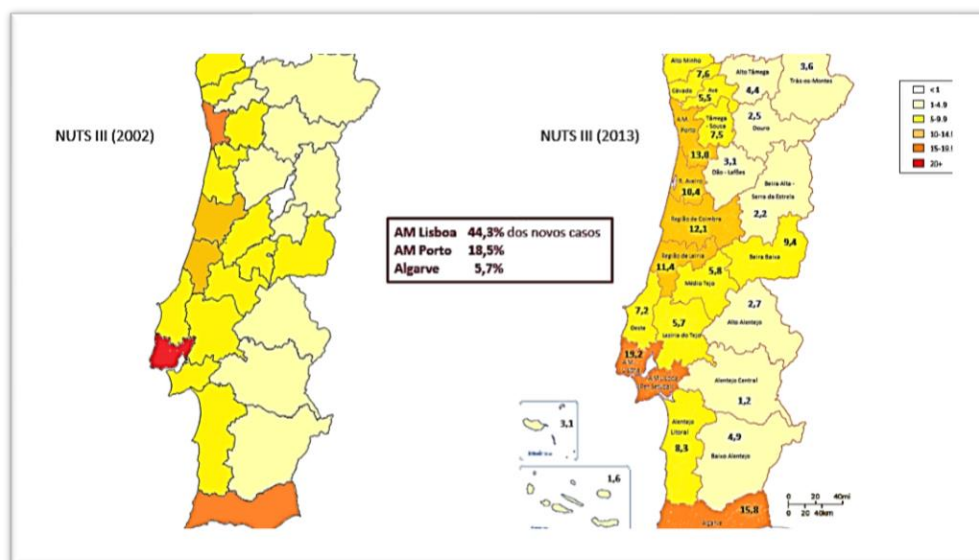 NUTS III (2002)
NUTS III (2013)
AM Lisboa 44,3% dos novos casos
AM Porto 18,5%
Algarve 5,7%
Alto Minho
7,6
Cávado
Ave
5,5
Alto Tâmega
4,4
3,6
Trás-os-Montes
A.M.
Porto
13,8
Tâmega
Sousa
7,5
2,5
Douro
3,1
Dão - Lafões
R. Aveiro
10,4
Beira Alta -
Serra da Estrela
2,2
Região de Coimbra
12,1
9,4
Beira Baixa
Região de Leiria
11,4
5,8
Médio Tejo
7,2
Oeste
5,7
Lezíria do Tejo
2,7
Alto Alentejo
19,2
Alentejo Central
1,2
Alentejo
Litoral
8,3
4,9
Baixo Alentejo
15,8
3,1
1,6
<1
1-4.9
5-9.9
10-14.
15-19.
20+
0 20 40mi
0 20 40km